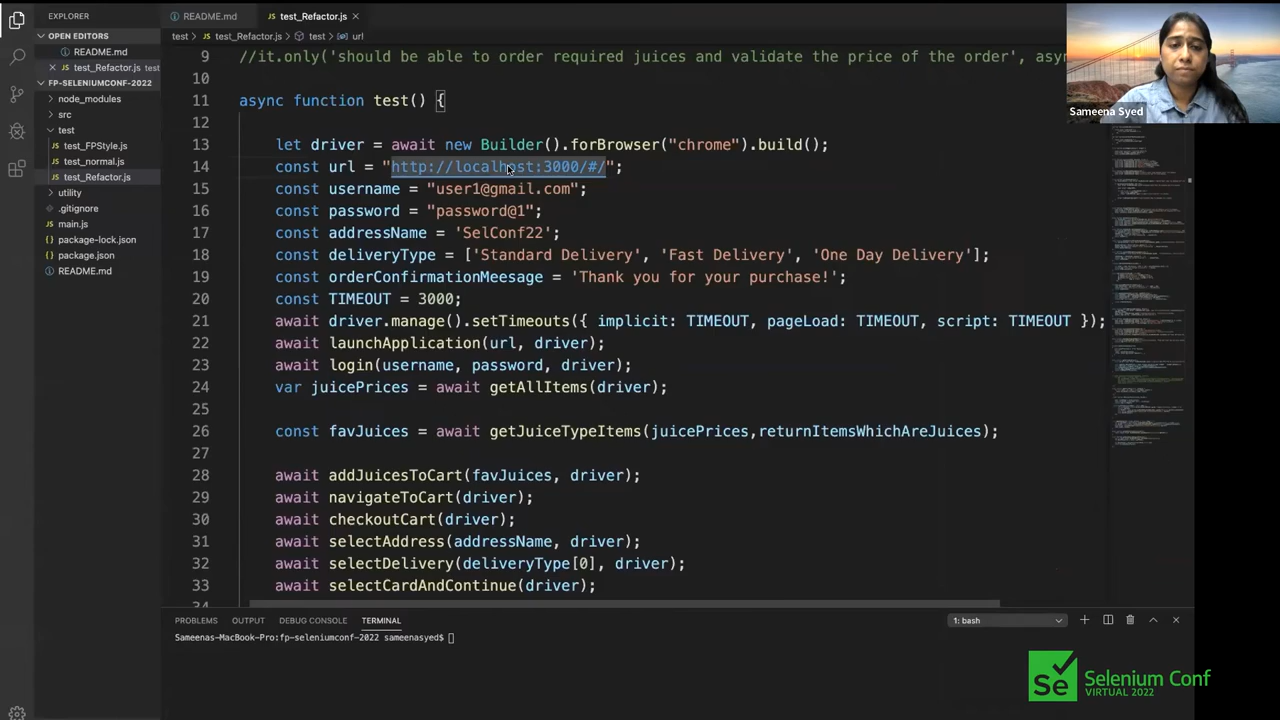 EXPLORER
OPEN EDITORS
README.md
test_Refactor.js test
FP-SELENIUMCONF-2022
node_modules
src
test
test_FPStyle.js
test_normal.js
test_Refactor.js
utility
.gitignore
main.js
package-lock.json
package.json
README.md
README.md
test_Refactor.js
test > test_Refactor.js > test > url
9 //it.only('should be able to order required juices and validate the price of the order', asy
10
11 async function test() {
12
13 let driver = await new Builder().forBrowser("chrome").build();
14 const url = "http://localhost:3000/#/";
15 const username = "user1@gmail.com";
16 const password = "password@1";
17 const addressName = 'SelConf22';
18 const deliveryType = ['Standard Delivery', 'Fast Delivery', 'One Day Delivery'];
19 const orderConfirmationMeesage = 'Thank you for your purchase!';
20 const TIMEOUT = 3000;
21 await driver.manage().setTimeouts({ implicit: TIMEOUT, pageLoad: TIMEOUT, script: TIMEOUT });
22 await launchApplication(url, driver);
23 await login(username, password, driver);
24 var juicePrices = await getAllItems(driver);
25
26 const favJuices = await getJuiceTypeItems(juicePrices,returnItemsWhichAreJuices);
27
28 await addJuicesToCart(favJuices, driver);
29 await navigateToCart(driver);
30 await checkoutCart(driver);
31 await selectAddress(addressName, driver);
32 await selectDelivery(deliveryType[0], driver);
33 await selectCardAndContinue(driver);
34
PROBLEMS OUTPUT DEBUG CONSOLE TERMINAL
1: bash
Sameenas-MacBook-Pro:fp-seleniumconf-2022 sameenasyed$
Sameena Syed
Se
Selenium Conf
VIRTUAL 2022